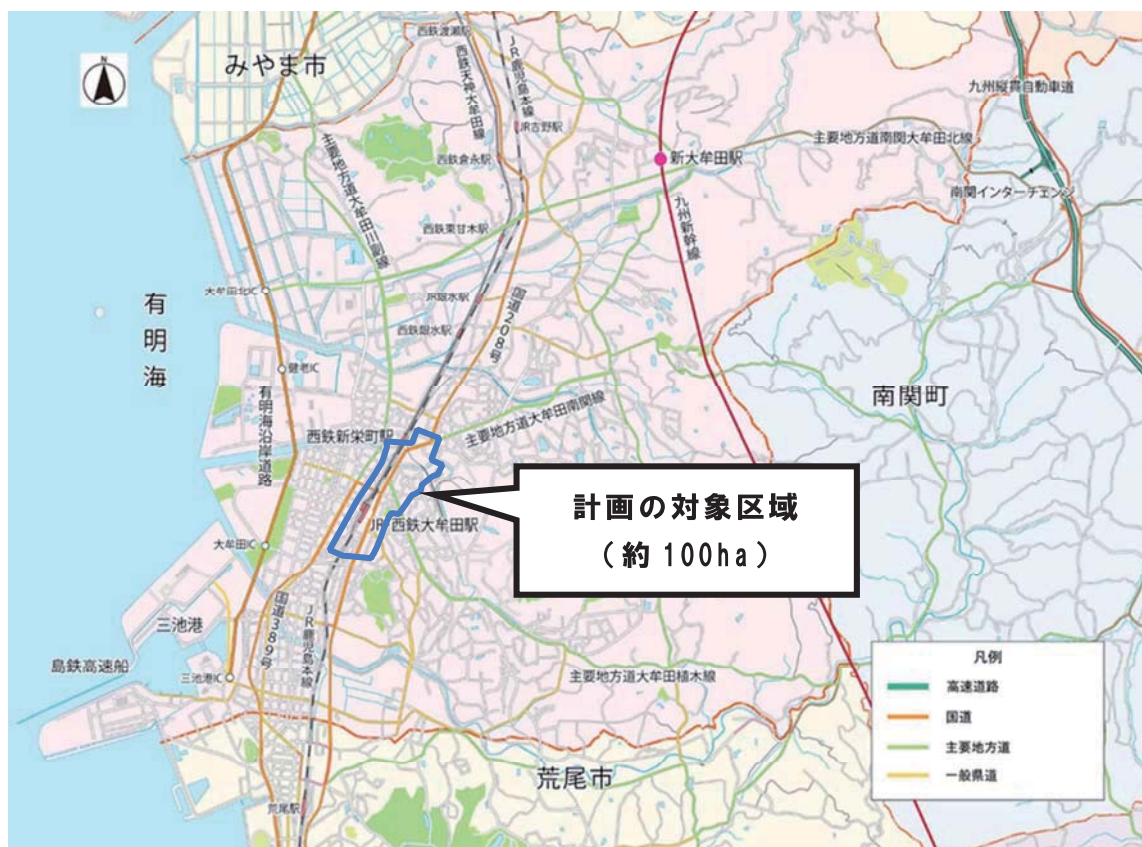 N
西鉄渡瀬駅
みやま市
西鉄天神大牟田線
JR鹿児島本線
JR吉野駅
西鉄倉永駅
主要地方道大牟田川副線
新大牟田駅
九州縦貫自動車道
主要地方道南関大牟田北線
南関インターチェンジ
九州新幹線
西鉄東甘木駅
大牟田北IC
JR銀水駅
国道208号
西鉄銀水駅
有明海
健老IC
有明海沿岸道路
南関町
主要地方道大牟田南関線
西鉄新栄町駅
計画の対象区域
(約100ha)
JR・西鉄大牟田駅
大牟田IC
国道389号
JR鹿児島本線
三池港
島鉄高速船
三池港IC
主要地方道大牟田植木線
荒尾市
荒尾駅
凡例
高速道路
国道
主要地方道
一般県道